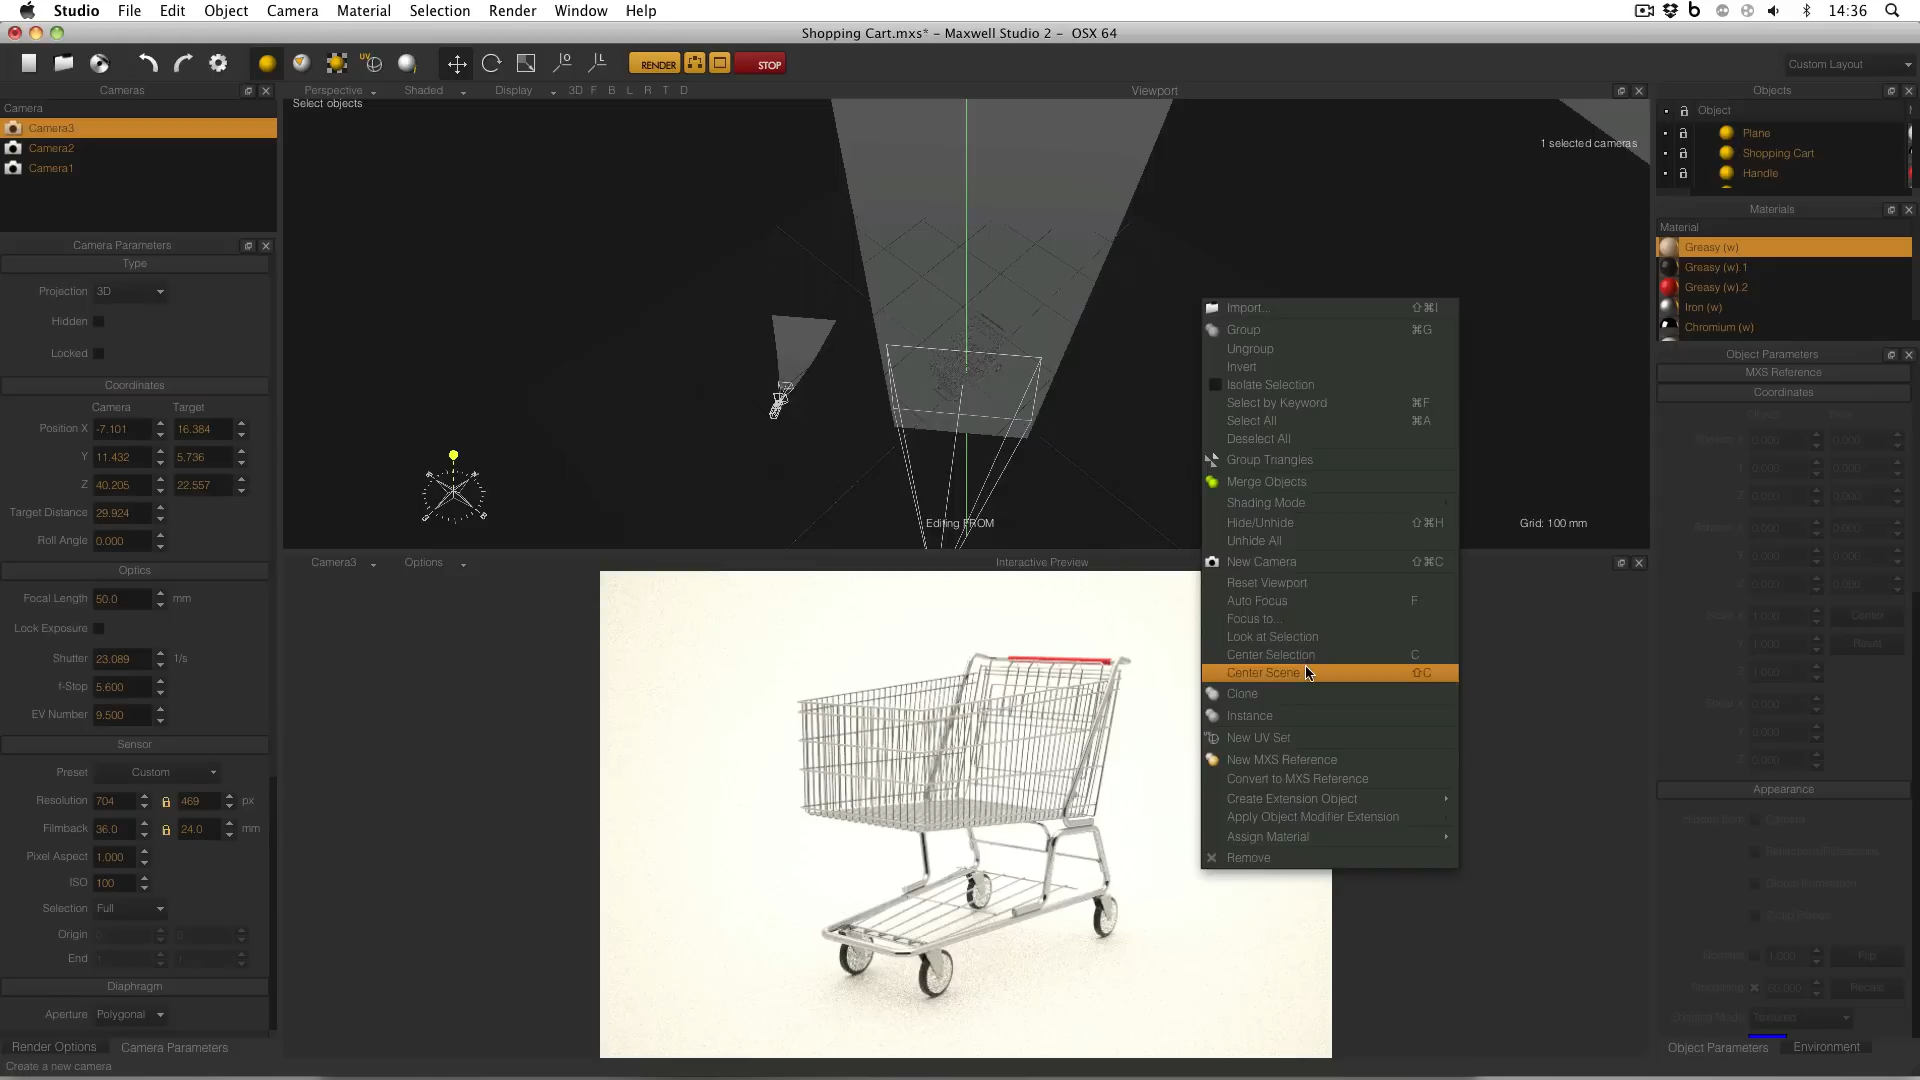 Studio File Edit Object Camera Material Selection Render Window Help 14:36
Shopping Cart.mxs* - Maxwell Studio 2 - OSX 64
UV RENDER STOP Custom Layout
Cameras
Camera
Camera3
Camera2
Camera1
Camera Parameters
Type
Projection 3D
Hidden
Locked
Coordinates
Camera Target
Position X -7.101 16.384
Y 11.432 5.736
Z 40.205 22.557
Target Distance 29.924
Roll Angle 0.000
Optics
Focal Length 50.0 mm
Lock Exposure
Shutter 23.089 1/s
f-Stop 5.600
EV Number 9.500
Sensor
Preset Custom
Resolution 704 469 px
Filmback 36.0 24.0 mm
Pixel Aspect 1.000
ISO 100
Selection Full
Origin
End
Diaphragm
Aperture Polygonal
Render Options Camera Parameters
Create a new camera
Perspective Shaded Display 3D F B L R T D Viewport
Select objects
1 selected cameras
Editing FROM
Grid: 100 mm
Camera3 Options Interactive Preview
Import... ⇧⌘I
Group ⌘G
Ungroup
Invert
Isolate Selection
Select by Keyword ⌘F
Select All ⌘A
Deselect All
Group Triangles
Merge Objects
Shading Mode
Hide/Unhide ⇧⌘H
Unhide All
New Camera ⇧⌘C
Reset Viewport
Auto Focus F
Focus to...
Look at Selection
Center Selection C
Center Scene ⇧C
Clone
Instance
New UV Set
New MXS Reference
Convert to MXS Reference
Create Extension Object
Apply Object Modifier Extension
Assign Material
Remove
Objects
Object
Plane
Shopping Cart
Handle
Materials
Material
Greasy (w)
Greasy (w).1
Greasy (w).2
Iron (w)
Chromium (w)
Object Parameters
MXS Reference
Coordinates
Appearance
Object Parameters Environment